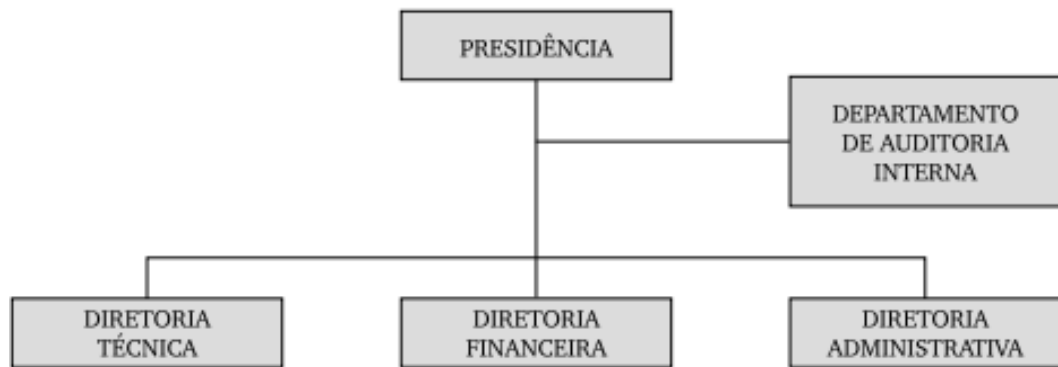 PRESIDÊNCIA
DEPARTAMENTO
DE AUDITORIA
INTERNA
DIRETORIA
TÉCNICA
DIRETORIA
FINANCEIRA
DIRETORIA
ADMINISTRATIVA